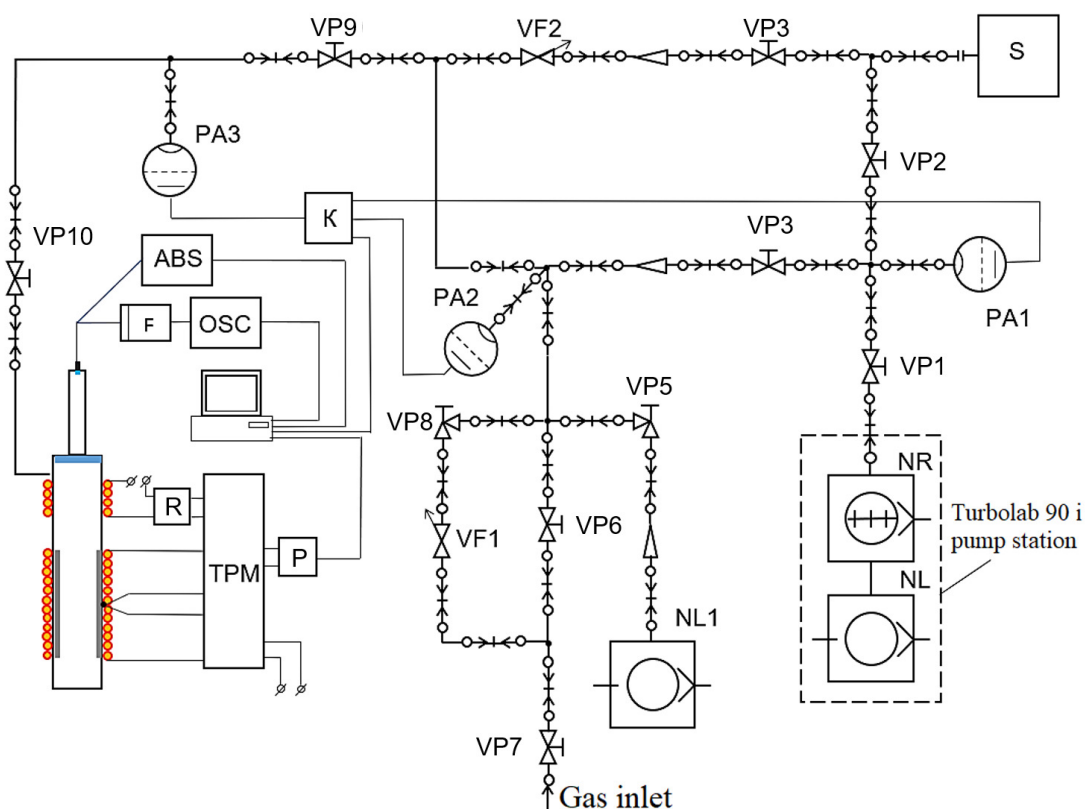 VP9
VF2
VP3
S
PA3
VP2
K
VP10
ABS
VP3
PA2
PA1
F
OSC
VP1
VP8
VP5
NR
R
VF1
VP6
Turbolab 90 i
pump station
TPM
P
NL
NL1
VP7
Gas inlet